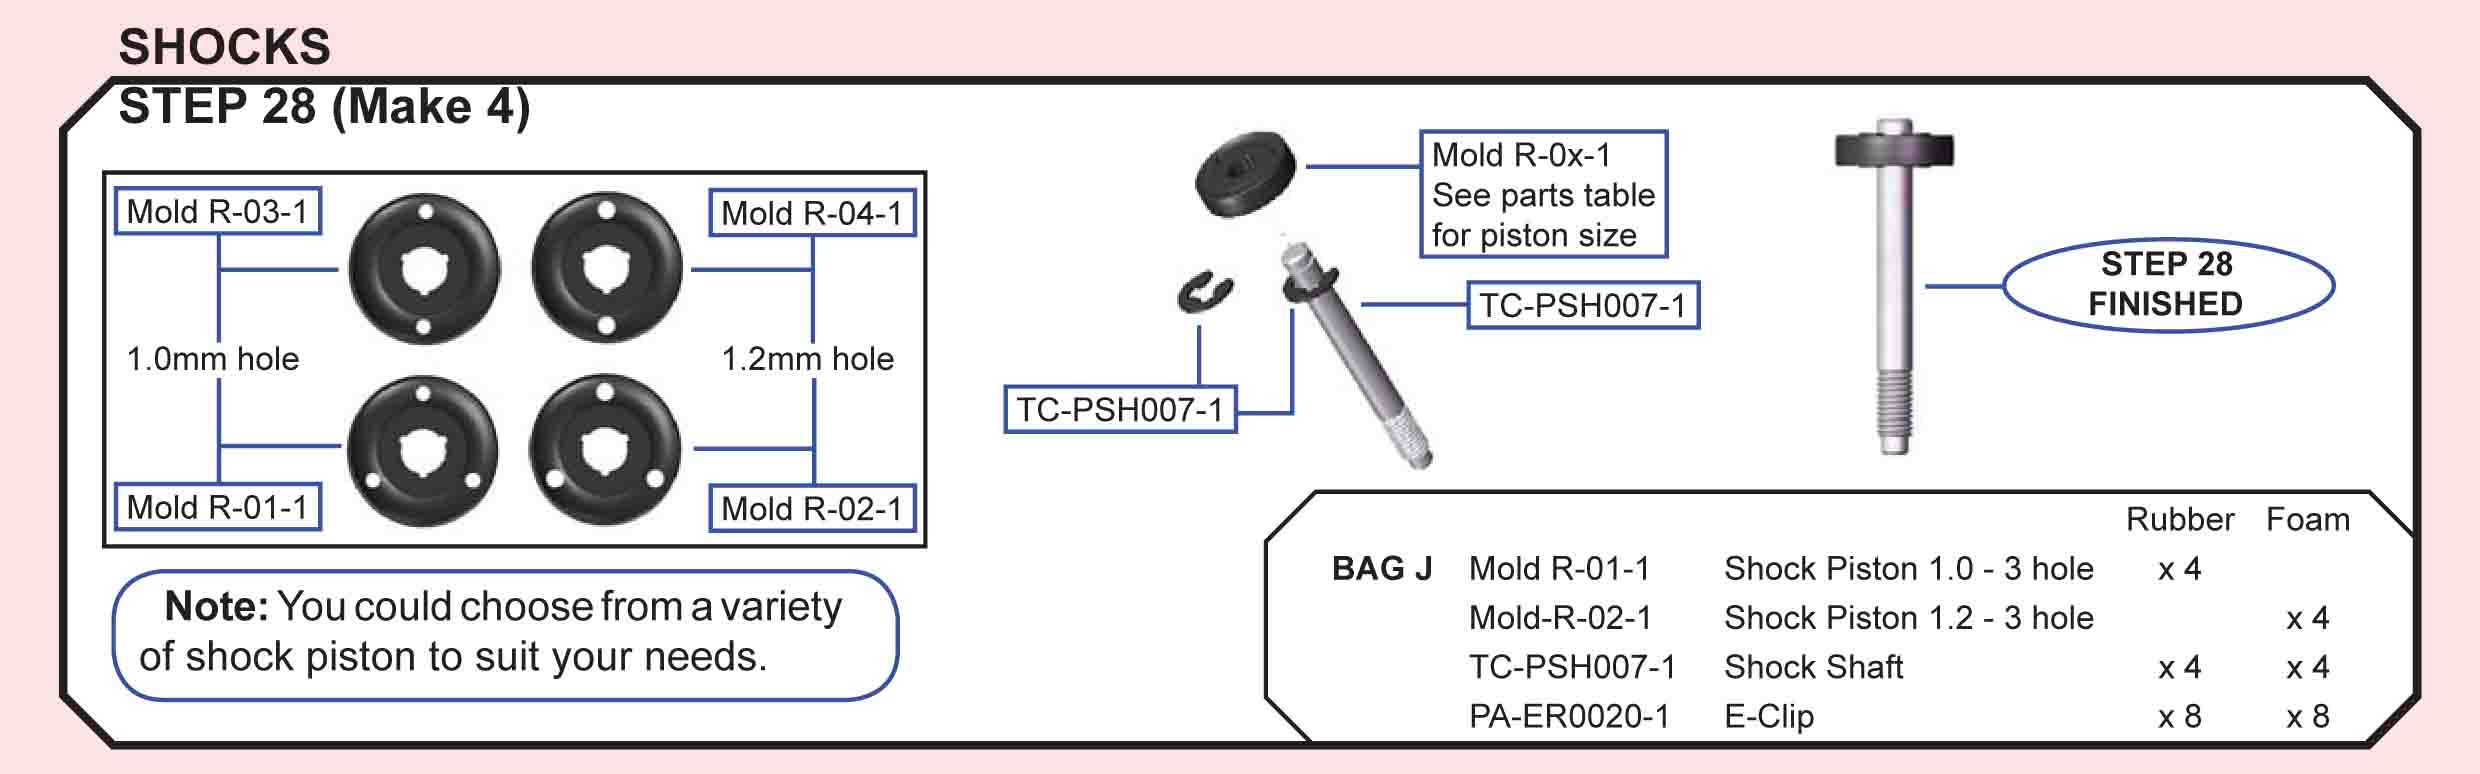 SHOCKS
STEP 28 (Make 4)
Mold R-03-1
Mold R-04-1
1.0mm hole
1.2mm hole
Mold R-01-1
Mold R-02-1
Note: You could choose from a variety
of shock piston to suit your needs.
Mold R-0x-1
See parts table
for piston size
TC-PSH007-1
TC-PSH007-1
STEP 28
FINISHED
Rubber Foam
BAG J Mold R-01-1 Shock Piston 1.0 - 3 hole x 4
Mold-R-02-1 Shock Piston 1.2 - 3 hole x 4
TC-PSH007-1 Shock Shaft x 4 x 4
PA-ER0020-1 E-Clip x 8 x 8